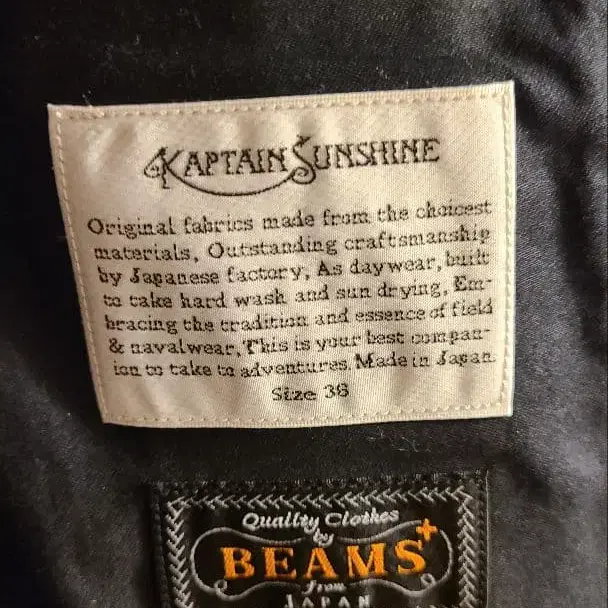 KAPTAIN SUNSHINE
Original fabrics made from the choicest
materials, Outstanding craftsmanship
by Japanese factory, As daywear, built
to take hard wash and sun drying. Em-
bracing the tradition and essence of field
& navalwear, This is your best compan-
ion to take to adventures. Made in Japan.
Size 38
Quality Clothes
by
BEAMS+
from
JAPAN